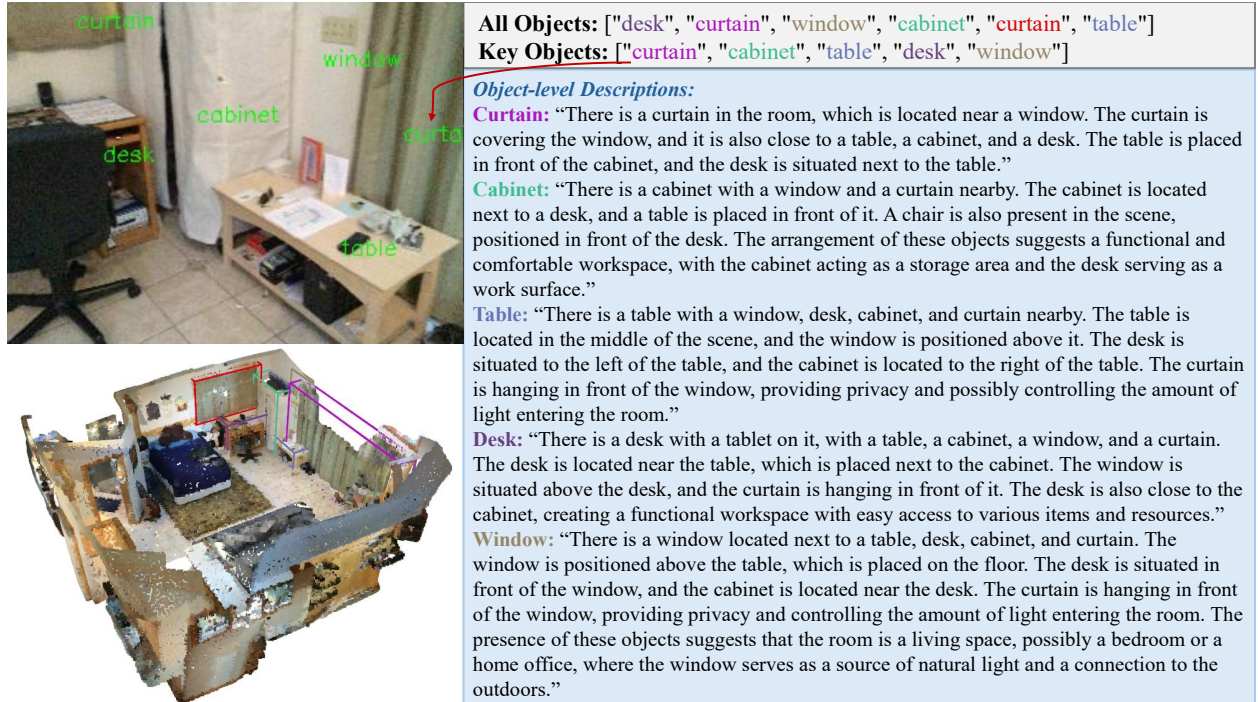 curtain
window
cabinet
curta
desk
table
All Objects: ["desk", "curtain", "window", "cabinet", "curtain", "table"]
Key Objects: ["curtain", "cabinet", "table", "desk", "window"]
Object-level Descriptions:
Curtain: “There is a curtain in the room, which is located near a window. The curtain is
covering the window, and it is also close to a table, a cabinet, and a desk. The table is placed
in front of the cabinet, and the desk is situated next to the table.”
Cabinet: “There is a cabinet with a window and a curtain nearby. The cabinet is located
next to a desk, and a table is placed in front of it. A chair is also present in the scene,
positioned in front of the desk. The arrangement of these objects suggests a functional and
comfortable workspace, with the cabinet acting as a storage area and the desk serving as a
work surface.”
Table: “There is a table with a window, desk, cabinet, and curtain nearby. The table is
located in the middle of the scene, and the window is positioned above it. The desk is
situated to the left of the table, and the cabinet is located to the right of the table. The curtain
is hanging in front of the window, providing privacy and possibly controlling the amount of
light entering the room.”
Desk: “There is a desk with a tablet on it, with a table, a cabinet, a window, and a curtain.
The desk is located near the table, which is placed next to the cabinet. The window is
situated above the desk, and the curtain is hanging in front of it. The desk is also close to the
cabinet, creating a functional workspace with easy access to various items and resources.”
Window: “There is a window located next to a table, desk, cabinet, and curtain. The
window is positioned above the table, which is placed on the floor. The desk is situated in
front of the window, and the cabinet is located near the desk. The curtain is hanging in front
of the window, providing privacy and controlling the amount of light entering the room. The
presence of these objects suggests that the room is a living space, possibly a bedroom or a
home office, where the window serves as a source of natural light and a connection to the
outdoors.”